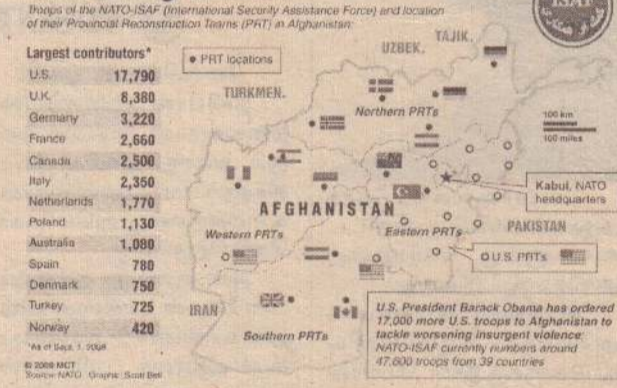 Troops of the NATO-ISAF (International Security Assistance Force) and location
of their Provincial Reconstruction Teams (PRT) in Afghanistan:
ISAF
Largest contributors*
U.S. 17,790
U.K. 8,380
Germany 3,220
France 2,660
Canada 2,500
Italy 2,350
Netherlands 1,770
Poland 1,130
Australia 1,080
Spain 780
Denmark 750
Turkey 725
Norway 420
*As of Sept. 1, 2008
© 2009 MCT
Source: NATO Graphic: Scott Bell
PRT locations
UZBEK.
TAJIK.
TURKMEN.
Northern PRTs
100 km
100 miles
Kabul, NATO
headquarters
AFGHANISTAN
PAKISTAN
Western PRTs
Eastern PRTs
U.S. PRTs
IRAN
Southern PRTs
U.S. President Barack Obama has ordered
17,000 more U.S. troops to Afghanistan to
tackle worsening insurgent violence;
NATO-ISAF currently numbers around
47,600 troops from 39 countries